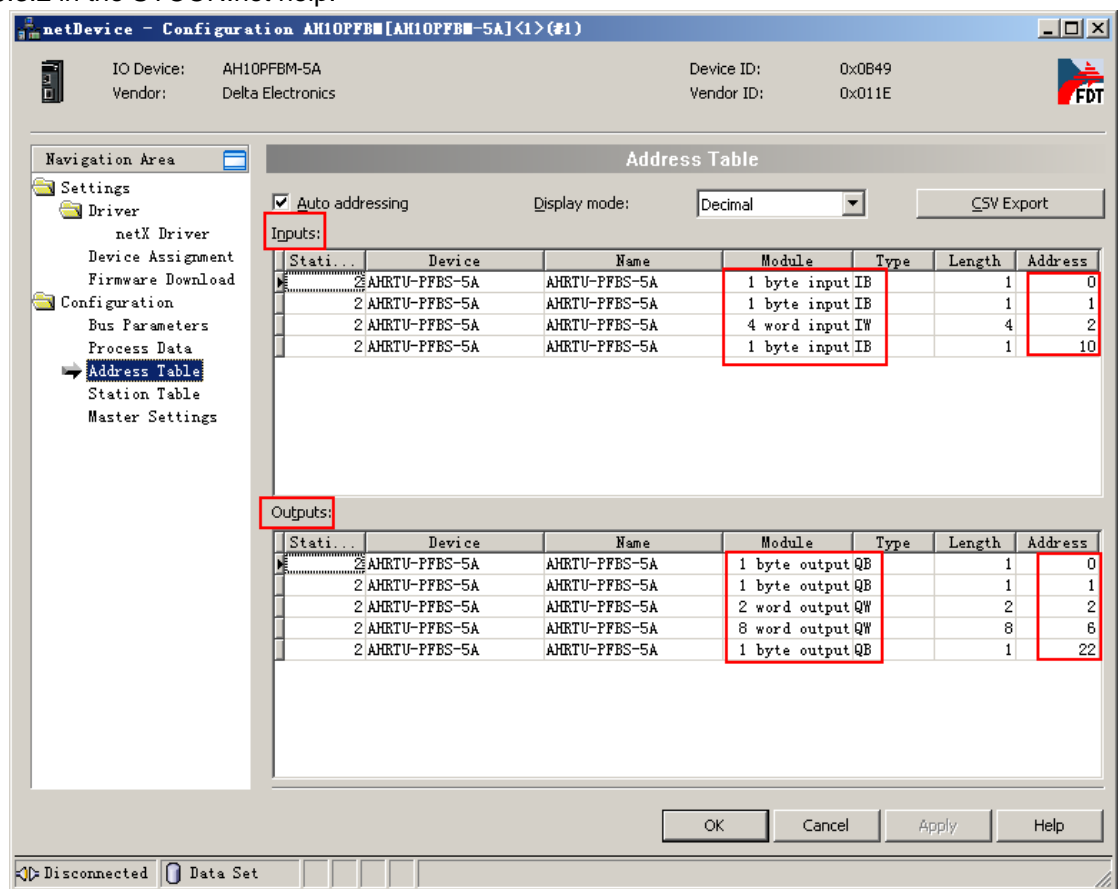 in the SYCON.net help.
netDevice - Configuration AH10PFBM[AH10PFBM-5A]<1>(#1)
IO Device: AH10PFBM-5A Device ID: 0x0B49
Vendor: Delta Electronics Vendor ID: 0x011E
FDT
Navigation Area
Settings
Driver
netX Driver
Device Assignment
Firmware Download
Configuration
Bus Parameters
Process Data
Address Table
Station Table
Master Settings
Address Table
Auto addressing Display mode: Decimal CSV Export
Inputs:
Stati... Device Name Module Type Length Address
2 AHRTU-PFBS-5A AHRTU-PFBS-5A 1 byte input IB 1 0
2 AHRTU-PFBS-5A AHRTU-PFBS-5A 1 byte input IB 1 1
2 AHRTU-PFBS-5A AHRTU-PFBS-5A 4 word input IW 4 2
2 AHRTU-PFBS-5A AHRTU-PFBS-5A 1 byte input IB 1 10
Outputs:
Stati... Device Name Module Type Length Address
2 AHRTU-PFBS-5A AHRTU-PFBS-5A 1 byte output QB 1 0
2 AHRTU-PFBS-5A AHRTU-PFBS-5A 1 byte output QB 1 1
2 AHRTU-PFBS-5A AHRTU-PFBS-5A 2 word output QW 2 2
2 AHRTU-PFBS-5A AHRTU-PFBS-5A 8 word output QW 8 6
2 AHRTU-PFBS-5A AHRTU-PFBS-5A 1 byte output QB 1 22
OK Cancel Apply Help
Disconnected Data Set